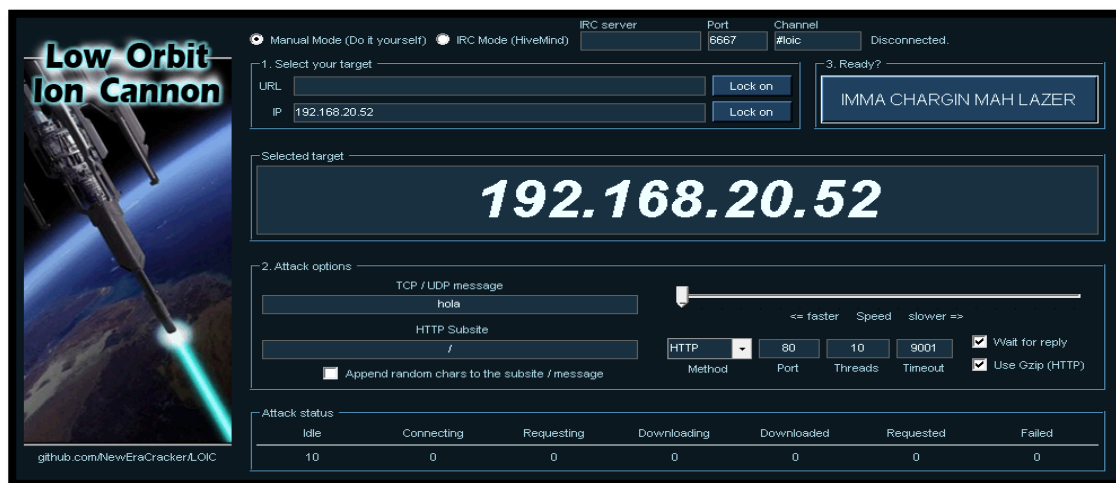 Low Orbit
Ion Cannon
github.com/NewEraCracker/LOIC
IRC server Port Channel
Manual Mode (Do it yourself) IRC Mode (HiveMind) 6667 #loic Disconnected.
1. Select your target
URL Lock on
IP 192.168.20.52 Lock on
3. Ready?
IMMA CHARGIN MAH LAZER
Selected target
192.168.20.52
2. Attack options
TCP / UDP message
hola
HTTP Subsite
/
Append random chars to the subsite / message
<= faster Speed slower =>
HTTP 80 10 9001
Method Port Threads Timeout
Wait for reply
Use Gzip (HTTP)
Attack status
Idle Connecting Requesting Downloading Downloaded Requested Failed
10 0 0 0 0 0 0